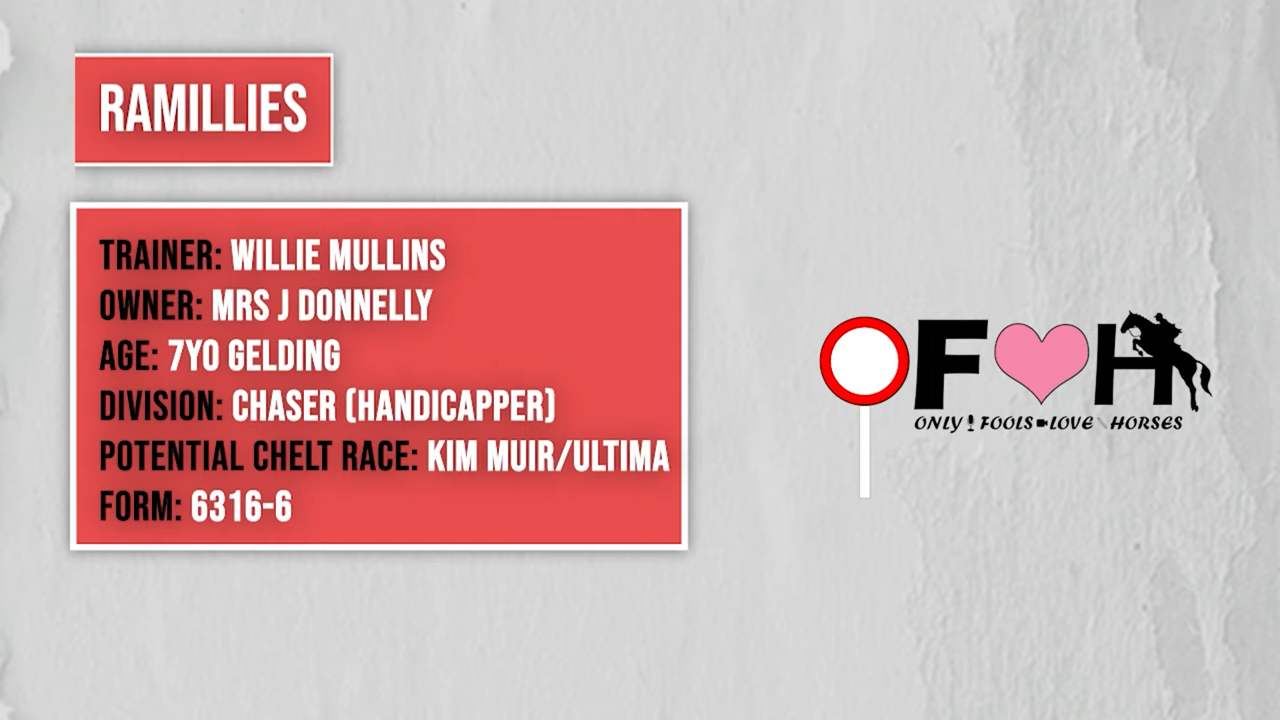 RAMILLIES
TRAINER: WILLIE MULLINS
OWNER: MRS J DONNELLY
AGE: 7YO GELDING
DIVISION: CHASER (HANDICAPPER)
POTENTIAL CHELT RACE: KIM MUIR/ULTIMA
FORM: 6316-6
OF H
ONLY FOOLS LOVE HORSES